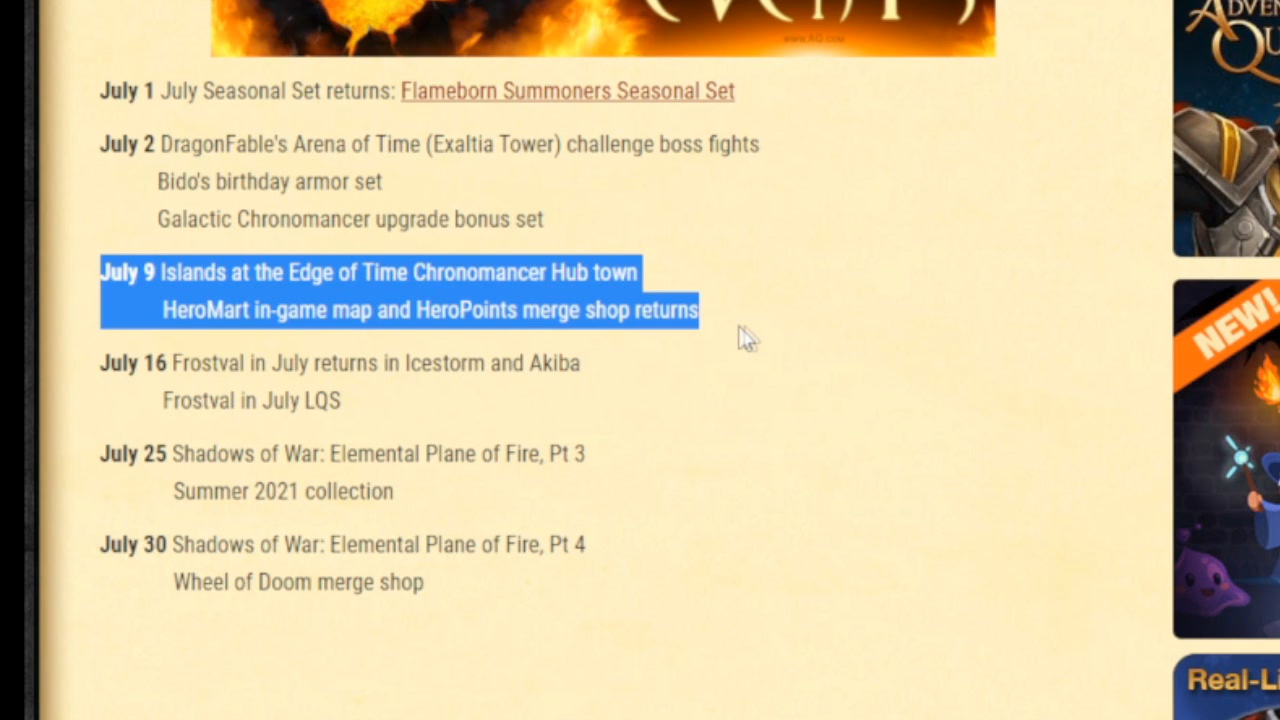 EVENTS
www.AQ.com
July 1 July Seasonal Set returns: Flameborn Summoners Seasonal Set
July 2 DragonFable's Arena of Time (Exaltia Tower) challenge boss fights
Bido's birthday armor set
Galactic Chronomancer upgrade bonus set
July 9 Islands at the Edge of Time Chronomancer Hub town
HeroMart in-game map and HeroPoints merge shop returns
July 16 Frostval in July returns in Icestorm and Akiba
Frostval in July LQS
July 25 Shadows of War: Elemental Plane of Fire, Pt 3
Summer 2021 collection
July 30 Shadows of War: Elemental Plane of Fire, Pt 4
Wheel of Doom merge shop
NEW!
Real-Li